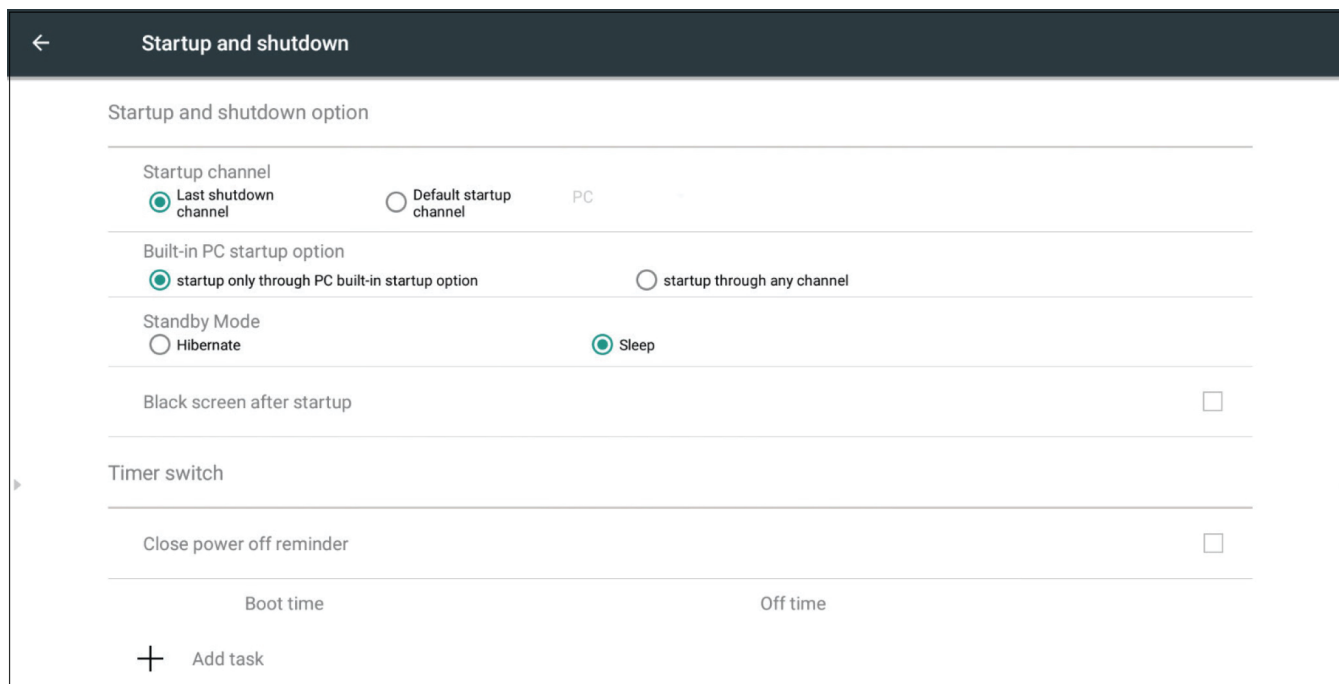 Startup and shutdown
Startup and shutdown option
Startup channel
Last shutdown
channel
Default startup
channel
PC
Built-in PC startup option
startup only through PC built-in startup option
startup through any channel
Standby Mode
Hibernate
Sleep
Black screen after startup
Timer switch
Close power off reminder
Boot time
Off time
Add task